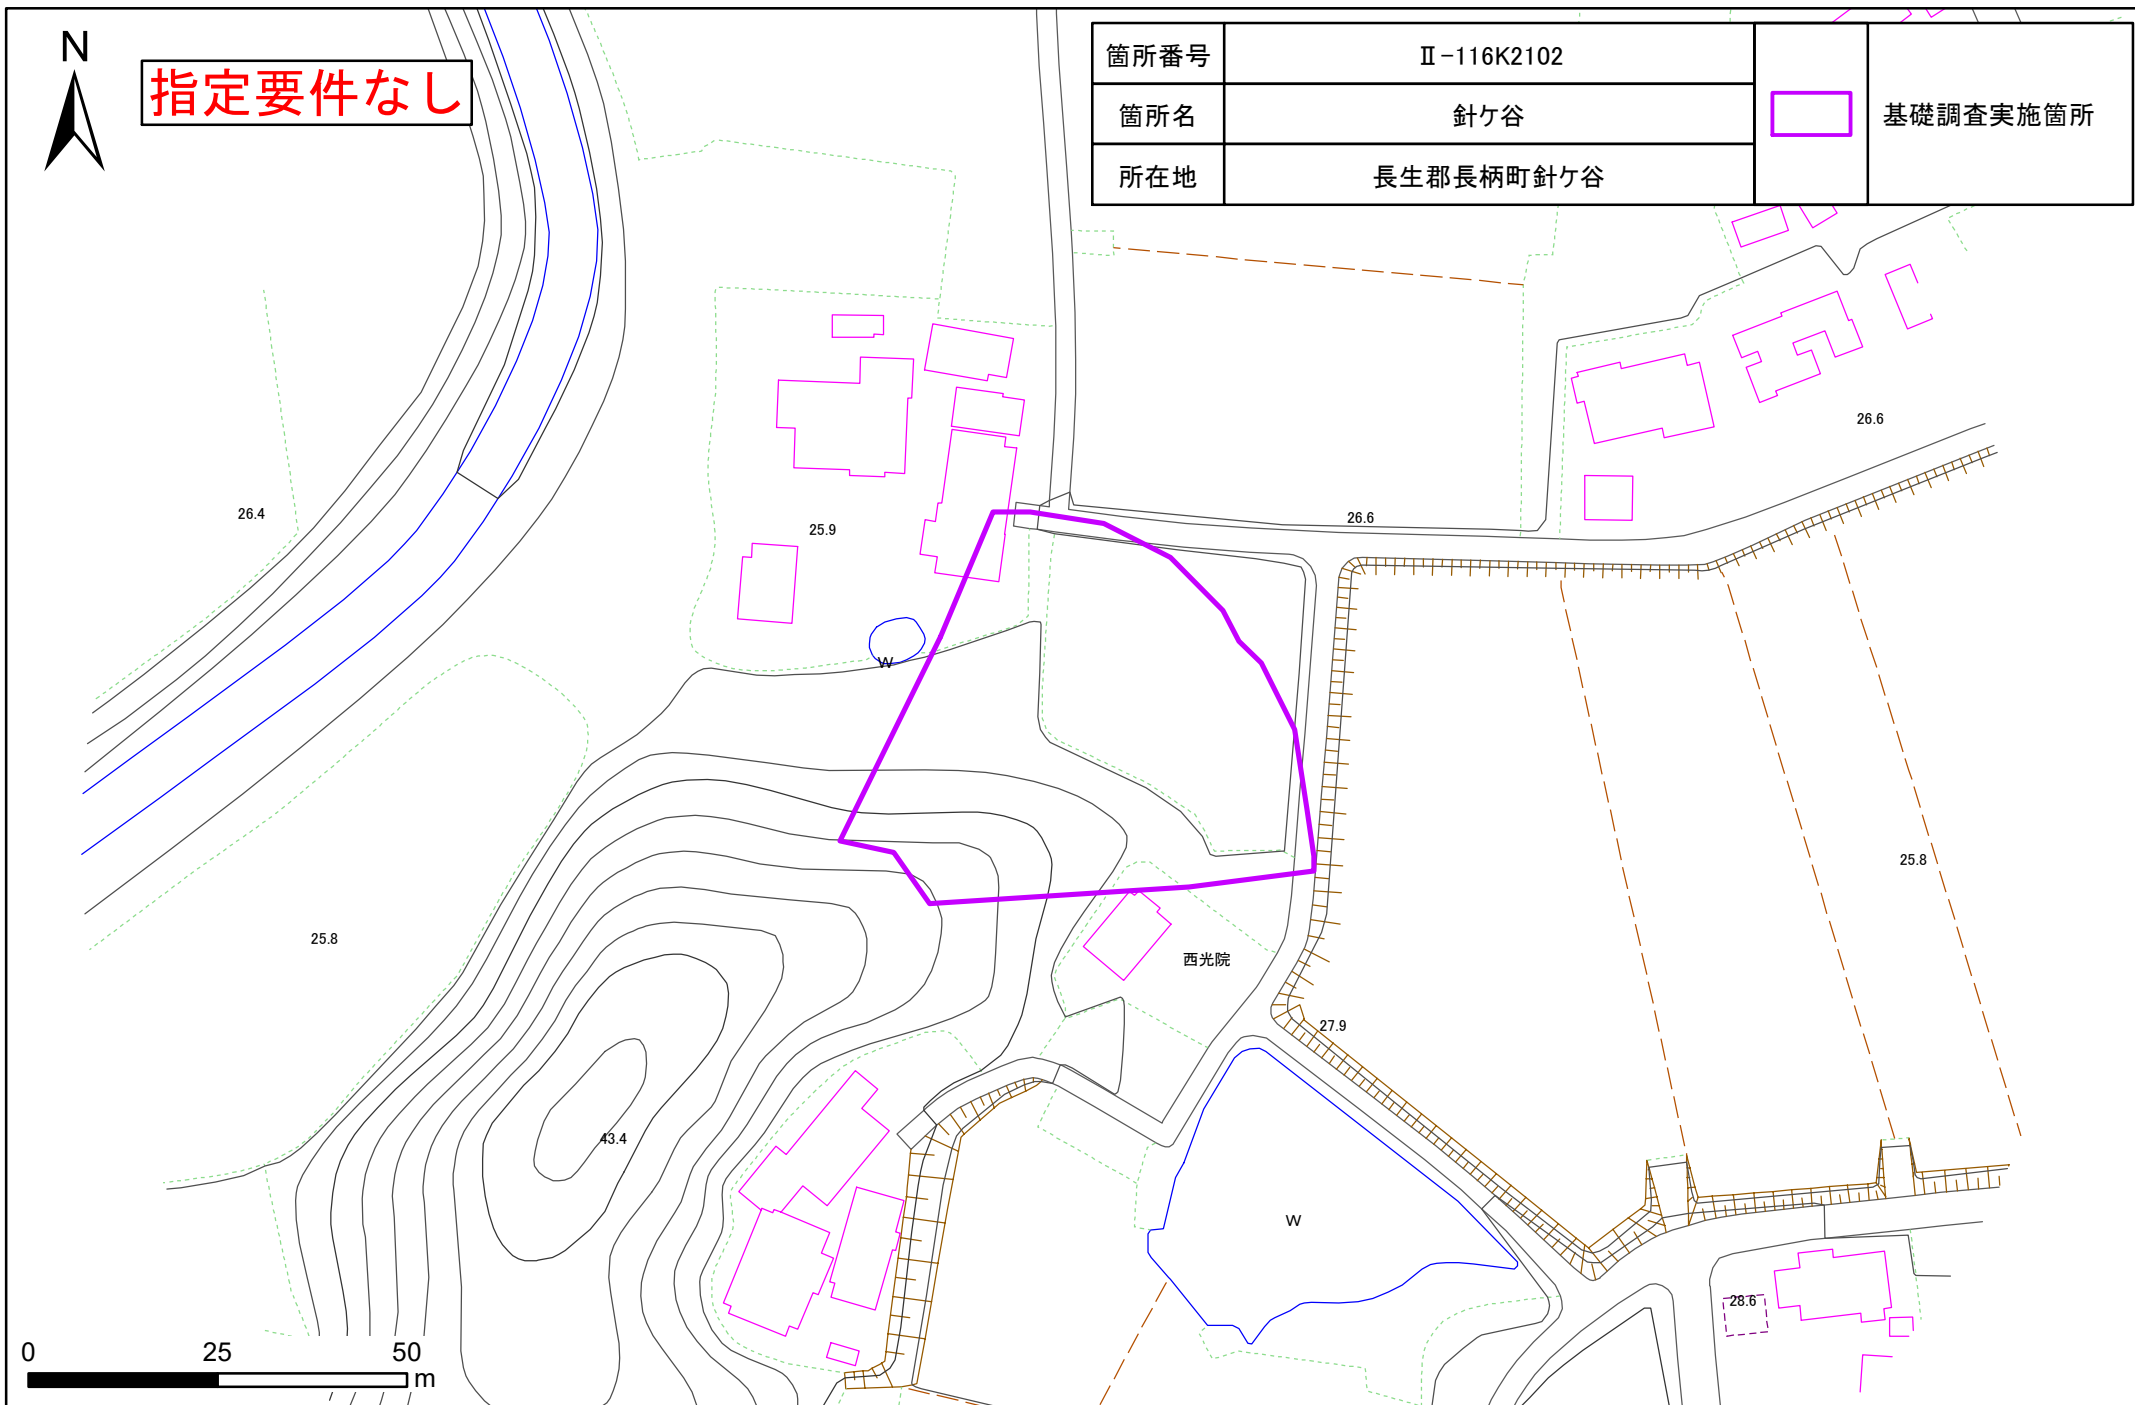 N
指定要件なし
箇所番号 Ⅱ-116K2102
箇所名 針ケ谷
所在地 長生郡長柄町針ケ谷
基礎調査実施箇所
26.6
26.4
25.9
26.6
W
25.8
25.8
西光院
27.9
43.4
W
28.6
0 25 50 m